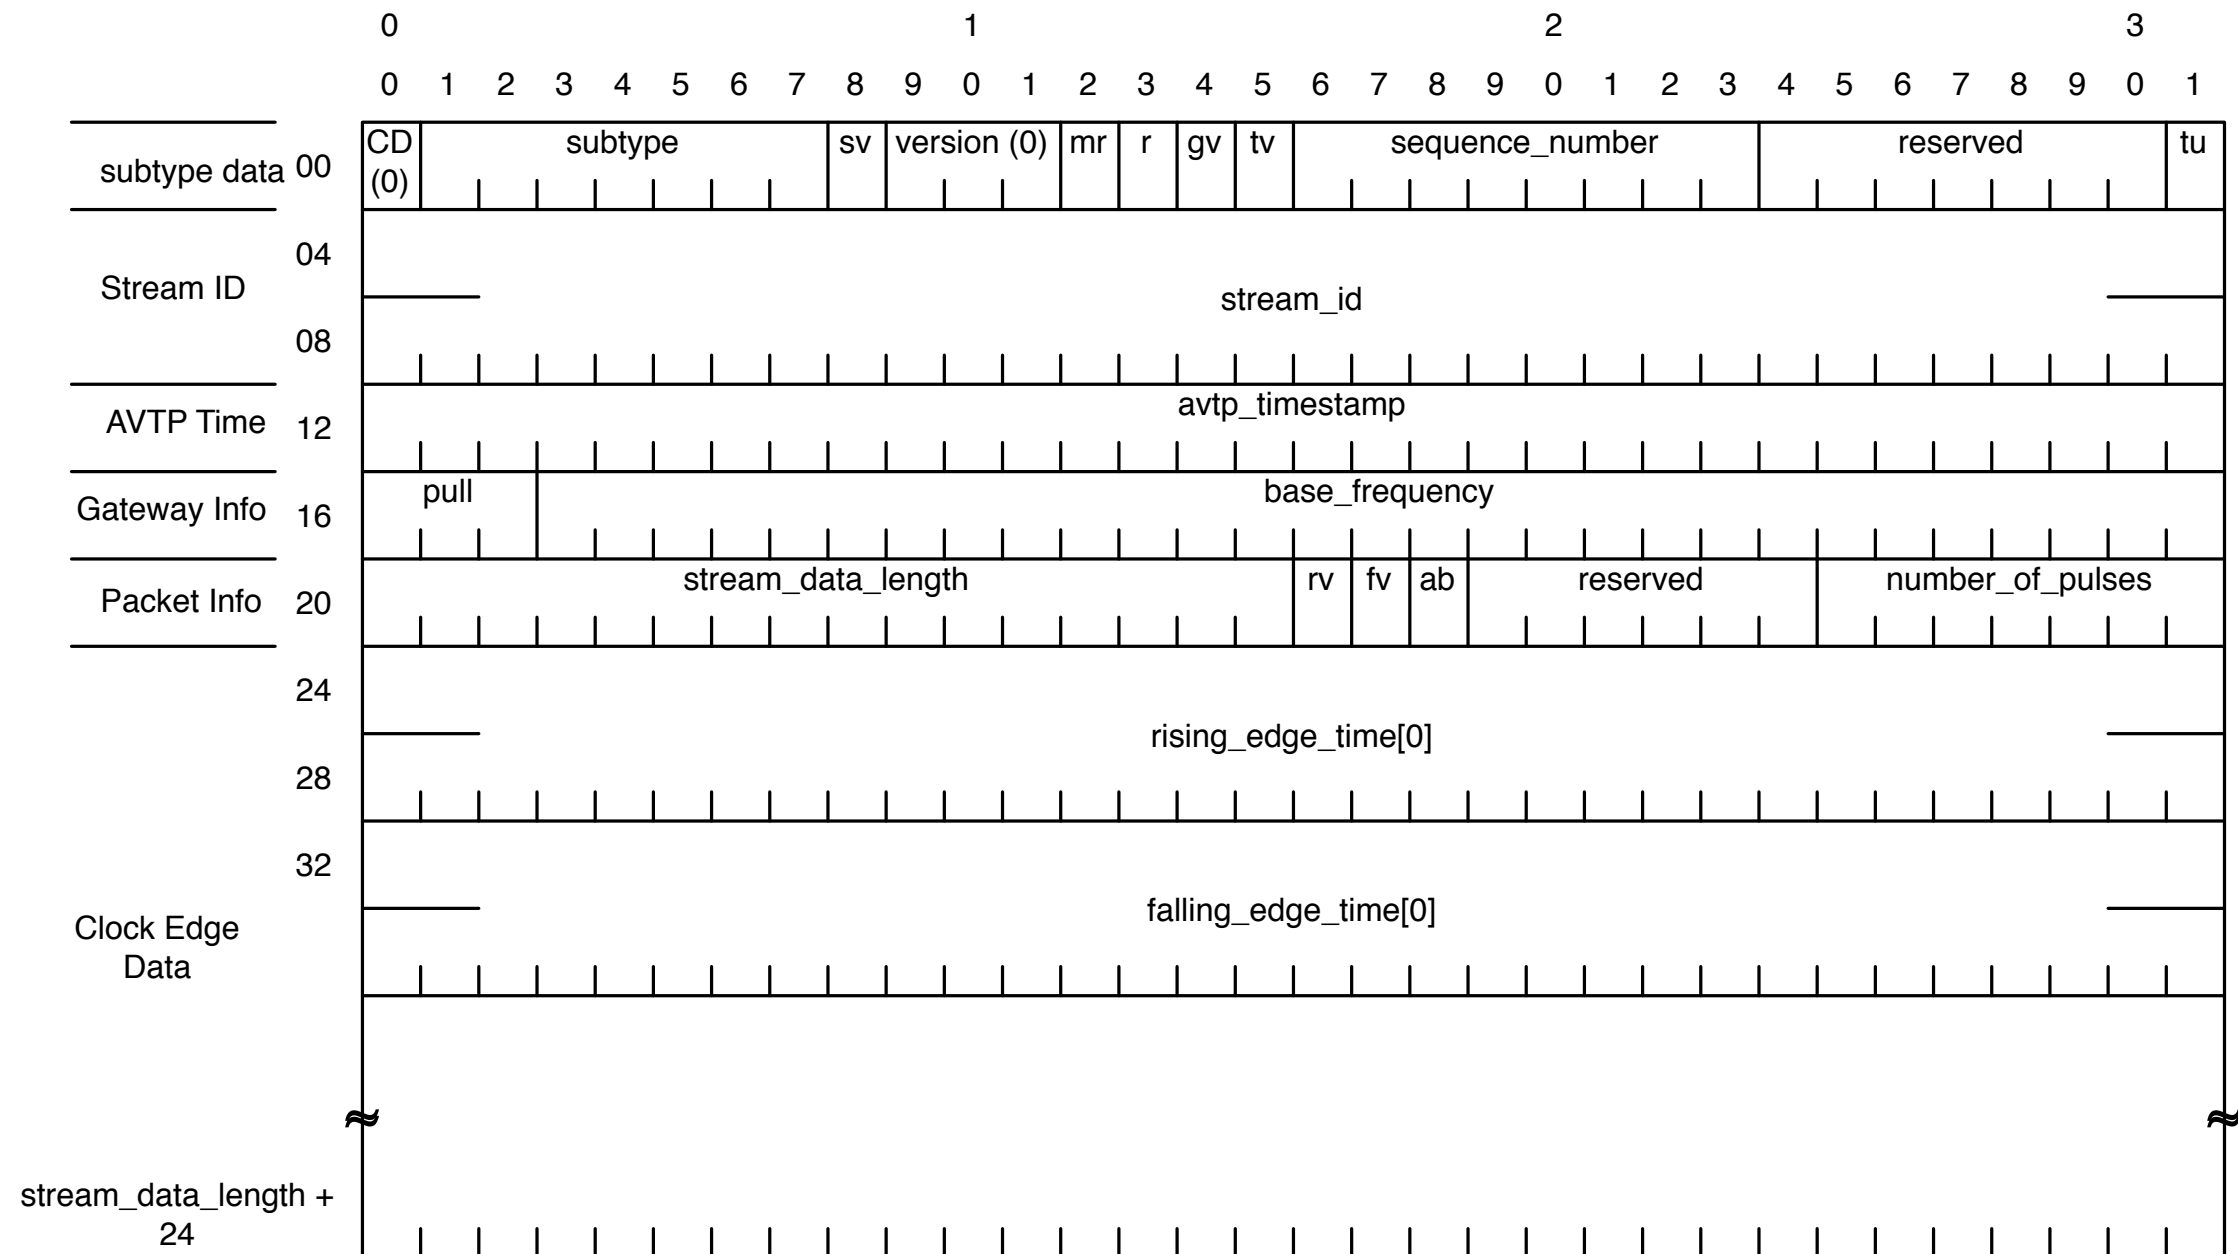 0 1 2 3
0 1 2 3 4 5 6 7 8 9 0 1 2 3 4 5 6 7 8 9 0 1 2 3 4 5 6 7 8 9 0 1
subtype data 00 CD (0) subtype sv version (0) mr r gv tv sequence_number reserved tu
04
Stream ID stream_id
08
AVTP Time 12 avtp_timestamp
Gateway Info 16 pull base_frequency
Packet Info 20 stream_data_length rv fv ab reserved number_of_pulses
24
rising_edge_time[0]
28
32
falling_edge_time[0]
Clock Edge
Data
≈ ≈
stream_data_length +
24